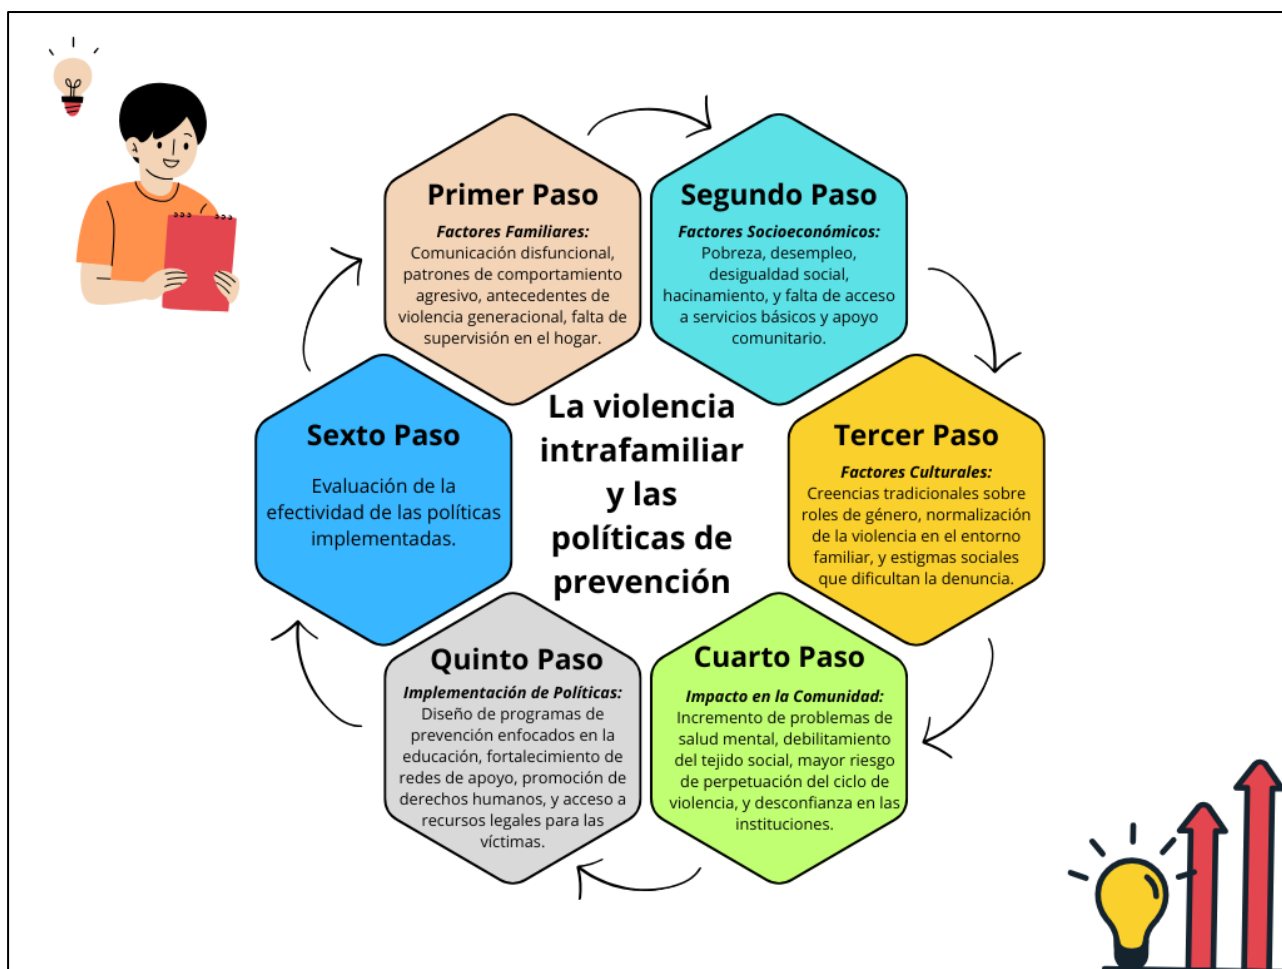 Primer Paso
Factores Familiares:
Comunicación disfuncional,
patrones de comportamiento
agresivo, antecedentes de
violencia generacional, falta de
supervisión en el hogar.
Segundo Paso
Factores Socioeconómicos:
Pobreza, desempleo,
desigualdad social,
hacinamiento, y falta de acceso
a servicios básicos y apoyo
comunitario.
Tercer Paso
Factores Culturales:
Creencias tradicionales sobre
roles de género, normalización
de la violencia en el entorno
familiar, y estigmas sociales
que dificultan la denuncia.
Cuarto Paso
Impacto en la Comunidad:
Incremento de problemas de
salud mental, debilitamiento
del tejido social, mayor riesgo
de perpetuación del ciclo de
violencia, y desconfianza en las
instituciones.
Quinto Paso
Implementación de Políticas:
Diseño de programas de
prevención enfocados en la
educación, fortalecimiento de
redes de apoyo, promoción de
derechos humanos, y acceso a
recursos legales para las
víctimas.
Sexto Paso
Evaluación de la
efectividad de las políticas
implementadas.
La violencia
intrafamiliar
y las
políticas de
prevención